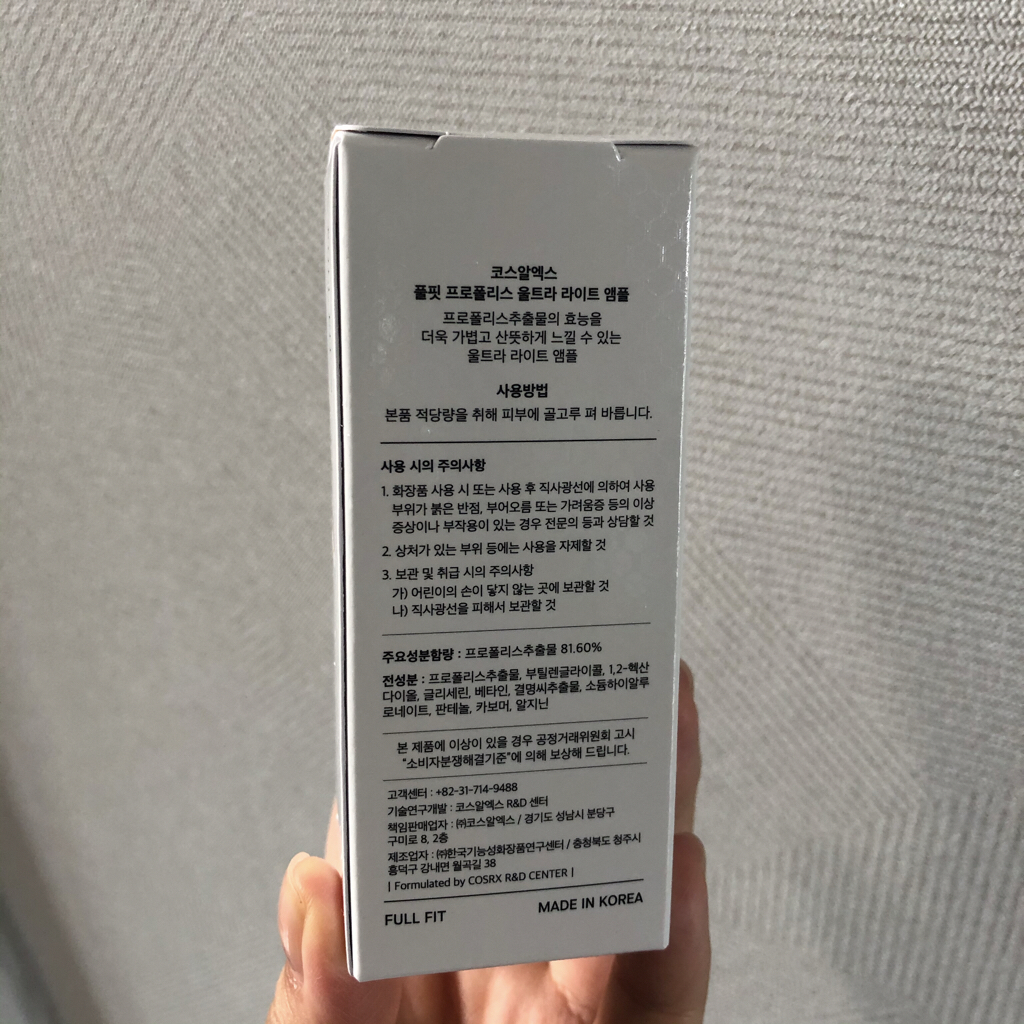 코스알엑스
풀핏 프로폴리스 울트라 라이트 앰플
프로폴리스추출물의 효능을
더욱 가볍고 산뜻하게 느낄 수 있는
울트라 라이트 앰플
사용방법
본품 적당량을 취해 피부에 골고루 펴 바릅니다.
사용 시의 주의사항
1. 화장품 사용 시 또는 사용 후 직사광선에 의하여 사용
부위가 붉은 반점, 부어오름 또는 가려움증 등의 이상
증상이나 부작용이 있는 경우 전문의 등과 상담할 것
2. 상처가 있는 부위 등에는 사용을 자제할 것
3. 보관 및 취급 시의 주의사항
가) 어린이의 손이 닿지 않는 곳에 보관할 것
나) 직사광선을 피해서 보관할 것
주요성분함량 : 프로폴리스추출물 81.60%
전성분 : 프로폴리스추출물, 부틸렌글라이콜, 1,2-헥산
다이올, 글리세린, 베타인, 결명씨추출물, 소듐하이알루
로네이트, 판테놀, 카보머, 알지닌
본 제품에 이상이 있을 경우 공정거래위원회 고시
"소비자분쟁해결기준"에 의해 보상해 드립니다.
고객센터 : +82-31-714-9488
기술연구개발 : 코스알엑스 R&D 센터
책임판매업자 : ㈜코스알엑스 / 경기도 성남시 분당구
구미로 8, 2층
제조업자 : ㈜한국기능성화장품연구센터 / 충청북도 청주시
흥덕구 강내면 월곡길 38
| Formulated by COSRX R&D CENTER |
FULL FIT
MADE IN KOREA